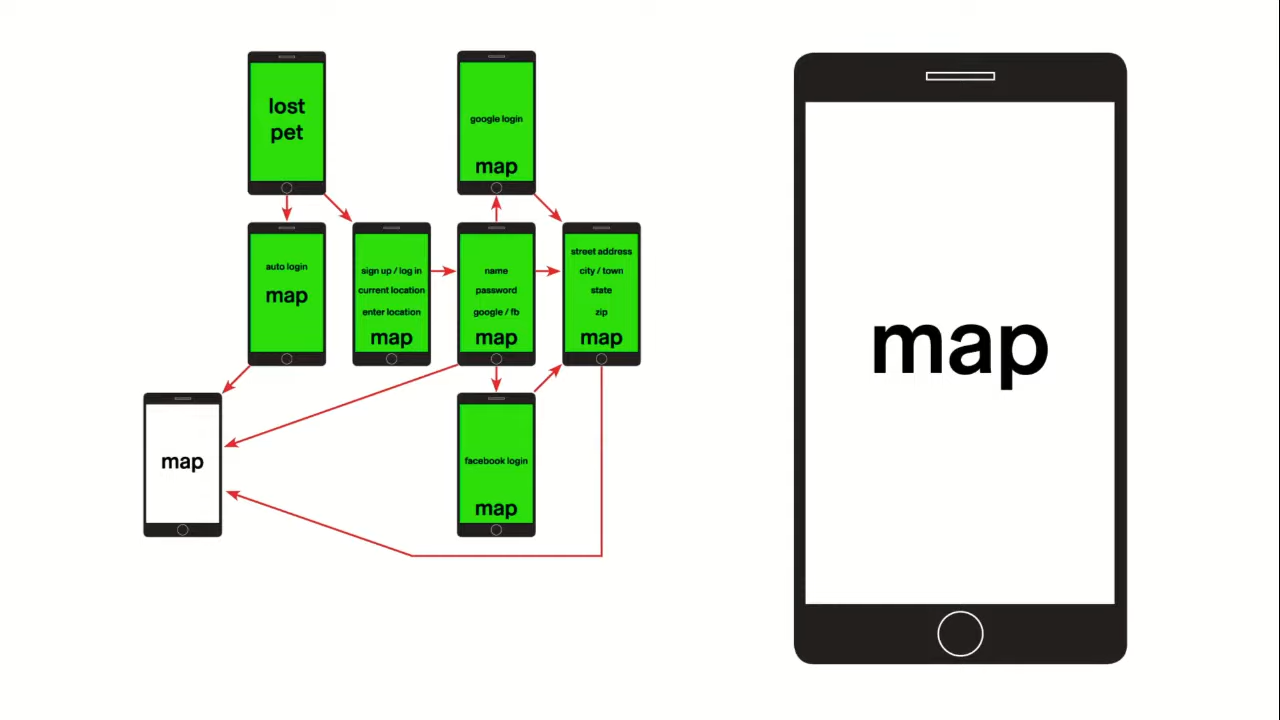 lost
pet
google login
map
auto login
map
sign up / log in
current location
enter location
map
name
password
google / fb
map
street address
city / town
state
zip
map
map
facebook login
map
map